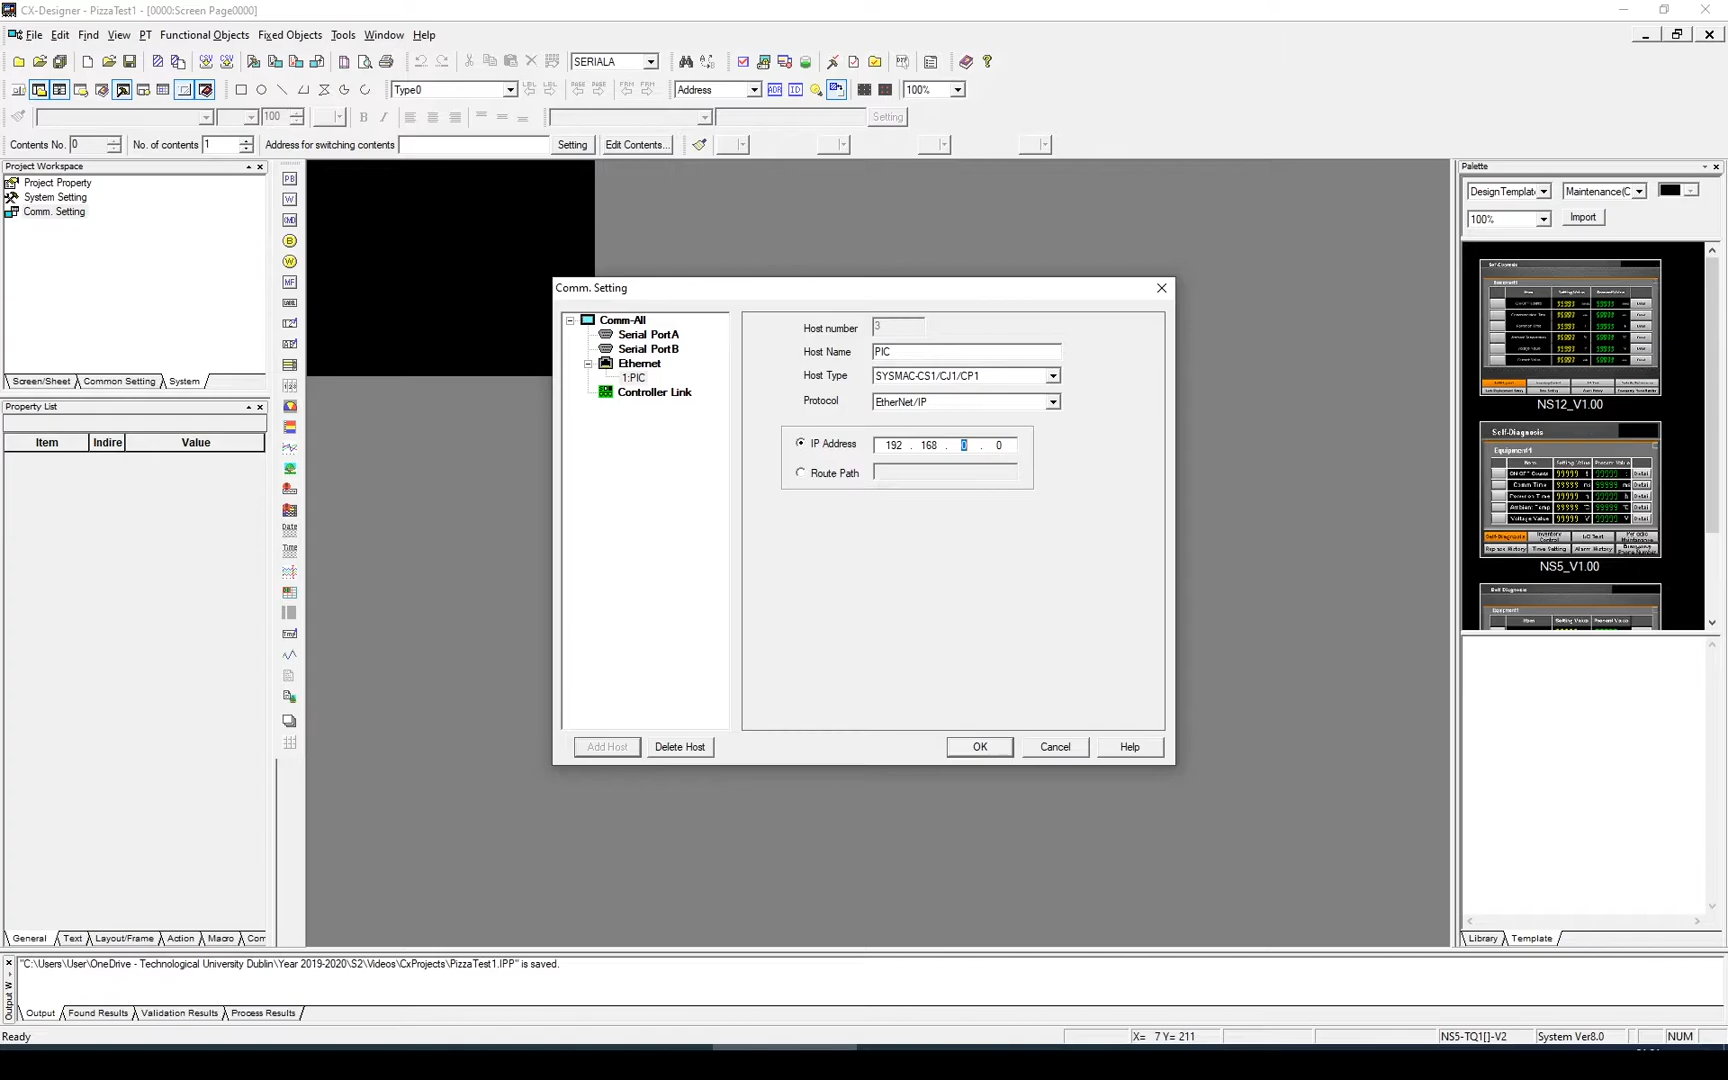 CX-Designer - PizzaTest1 - [0000:Screen Page0000]
File Edit Find View PT Functional Objects Fixed Objects Tools Window Help
SERIALA
Type0 Address ADR ID 100%
100 B I Setting
Contents No. 0 No. of contents 1 Address for switching contents Setting Edit Contents...
Project Workspace
Project Property
System Setting
Comm. Setting
Screen/Sheet Common Setting System
Property List
Item Indire Value
General Text Layout/Frame Action Macro Com
Comm. Setting
Comm-All
Serial PortA
Serial PortB
Ethernet
1:PIC
Controller Link
Host number 3
Host Name PIC
Host Type SYSMAC-CS1/CJ1/CP1
Protocol EtherNet/IP
IP Address 192 . 168 . 0 . 0
Route Path
Add Host Delete Host OK Cancel Help
Palette
DesignTemplat Maintenance(C
100% Import
NS12_V1.00
Self-Diagnosis
Equipment1
NS5_V1.00
Library Template
"C:\Users\User\OneDrive - Technological University Dublin\Year 2019-2020\S2\Videos\CxProjects\PizzaTest1.IPP" is saved.
Output Found Results Validation Results Process Results
Output W
Ready X= 7 Y= 211 NS5-TQ1[]-V2 System Ver8.0 NUM